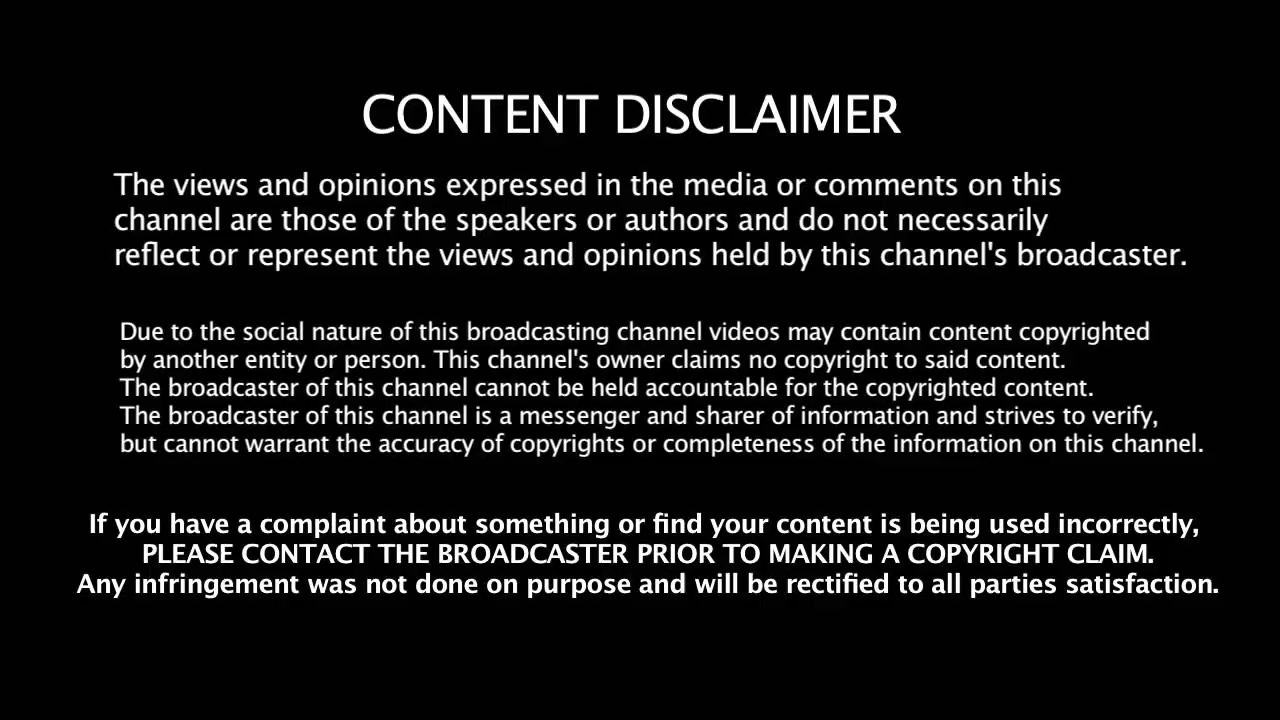 CONTENT DISCLAIMER
The views and opinions expressed in the media or comments on this
channel are those of the speakers or authors and do not necessarily
reflect or represent the views and opinions held by this channel's broadcaster.
Due to the social nature of this broadcasting channel videos may contain content copyrighted
by another entity or person. This channel's owner claims no copyright to said content.
The broadcaster of this channel cannot be held accountable for the copyrighted content.
The broadcaster of this channel is a messenger and sharer of information and strives to verify,
but cannot warrant the accuracy of copyrights or completeness of the information on this channel.
If you have a complaint about something or find your content is being used incorrectly,
PLEASE CONTACT THE BROADCASTER PRIOR TO MAKING A COPYRIGHT CLAIM.
Any infringement was not done on purpose and will be rectified to all parties satisfaction.